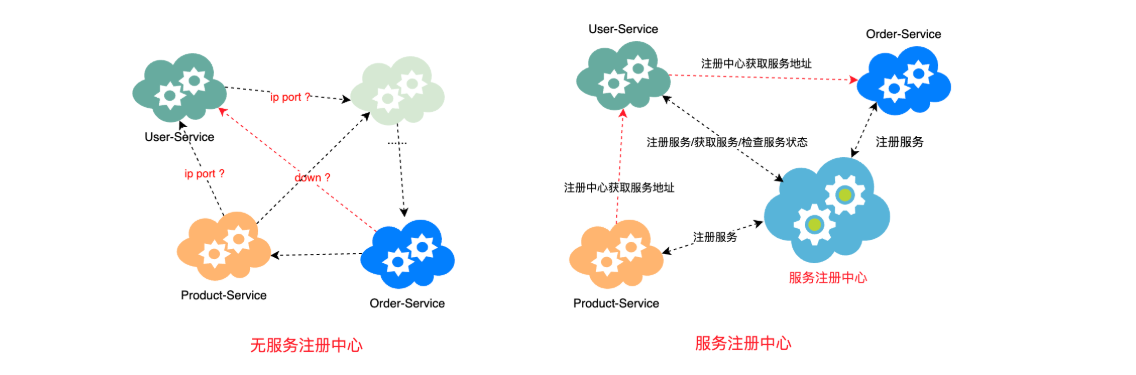 ip port ?
User-Service
......
ip port ?
down ?
Product-Service
Order-Service
无服务注册中心
User-Service
Order-Service
注册中心获取服务地址
注册服务/获取服务/检查服务状态
注册服务
注册中心获取服务地址
注册服务
服务注册中心
Product-Service
服务注册中心